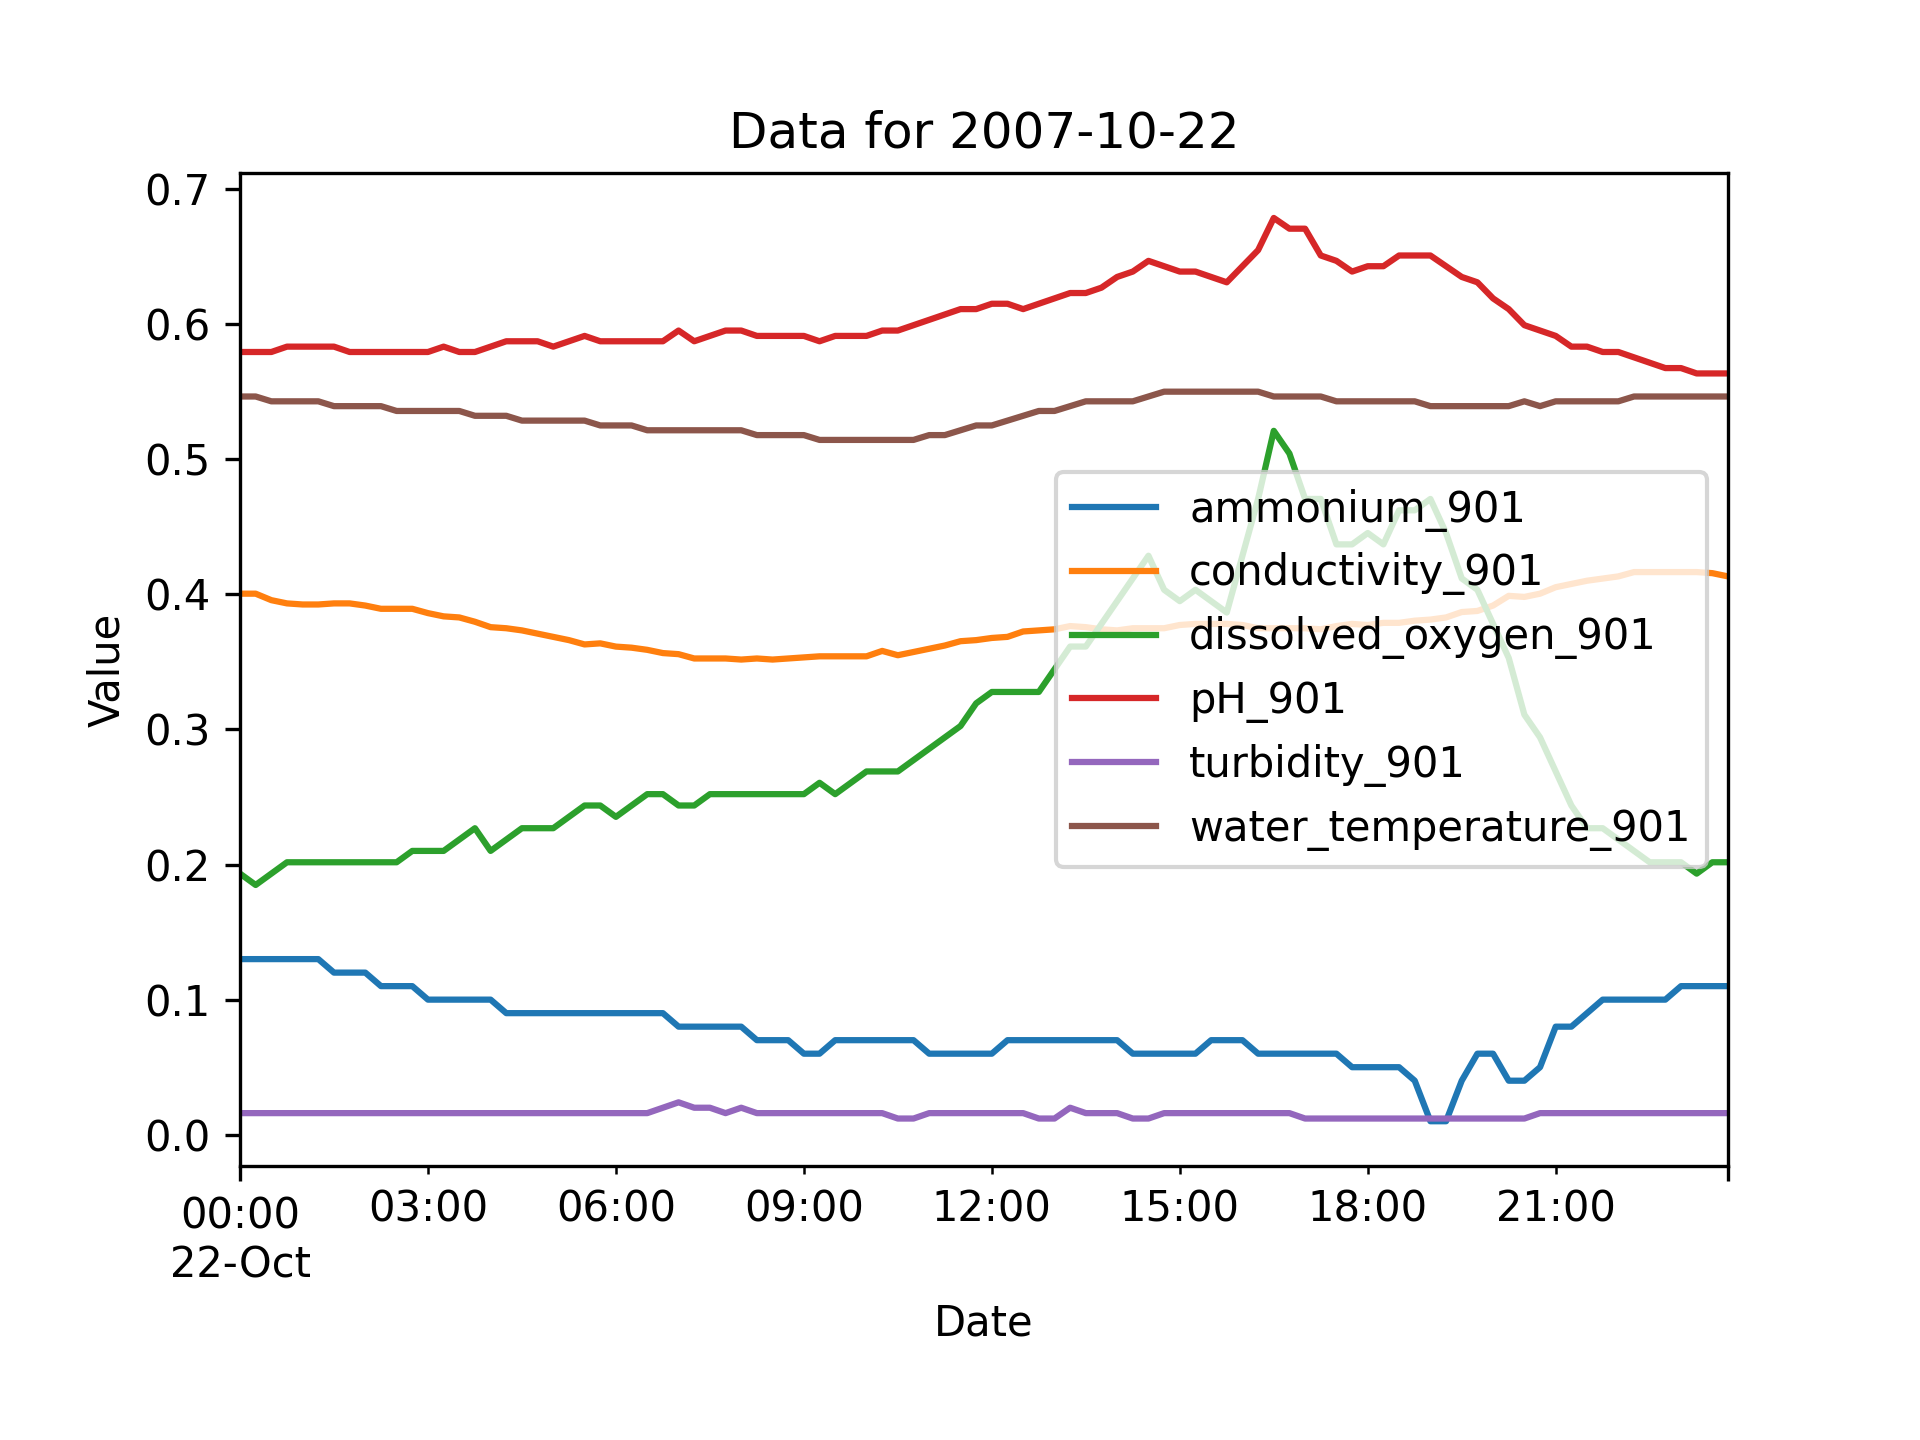 Data for 2007-10-22
Value
0.7
0.6
0.5
0.4
0.3
0.2
0.1
0.0
ammonium_901
conductivity_901
dissolved_oxygen_901
pH_901
turbidity_901
water_temperature_901
00:00
22-Oct
03:00
06:00
09:00
12:00
15:00
18:00
21:00
Date